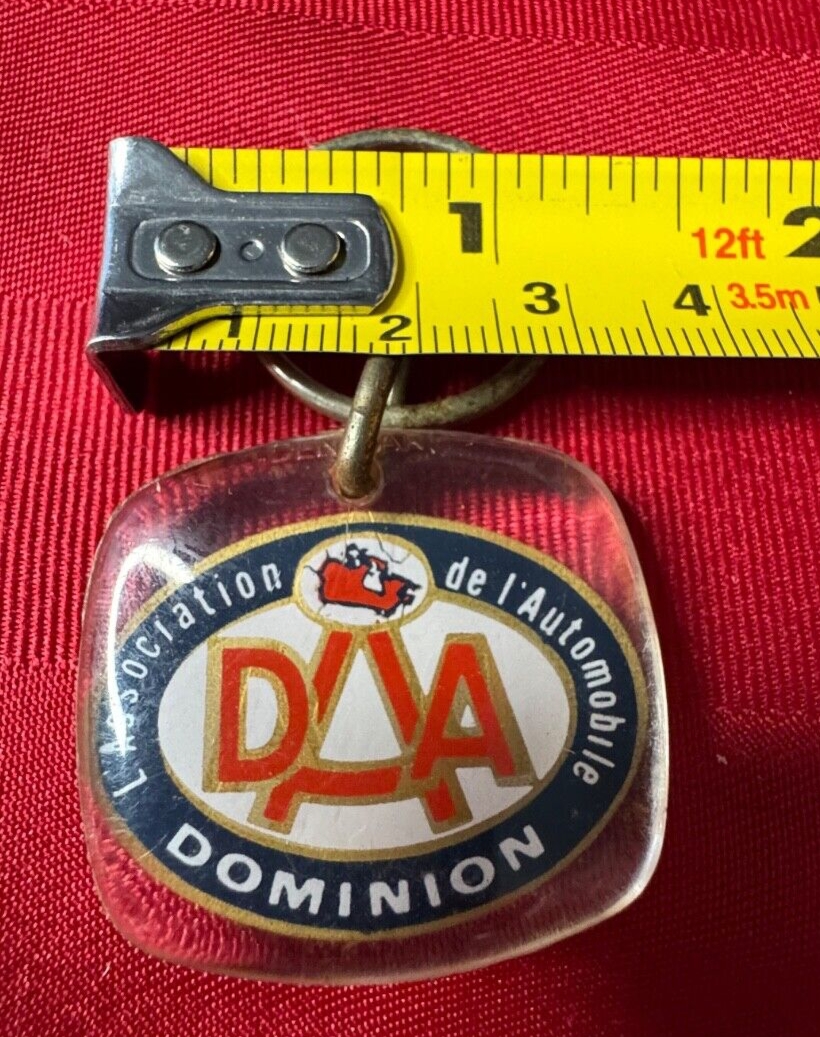 1 2
12ft
1 2 3 4 3.5m
L'Association de l'Automobile
DAA
DOMINION